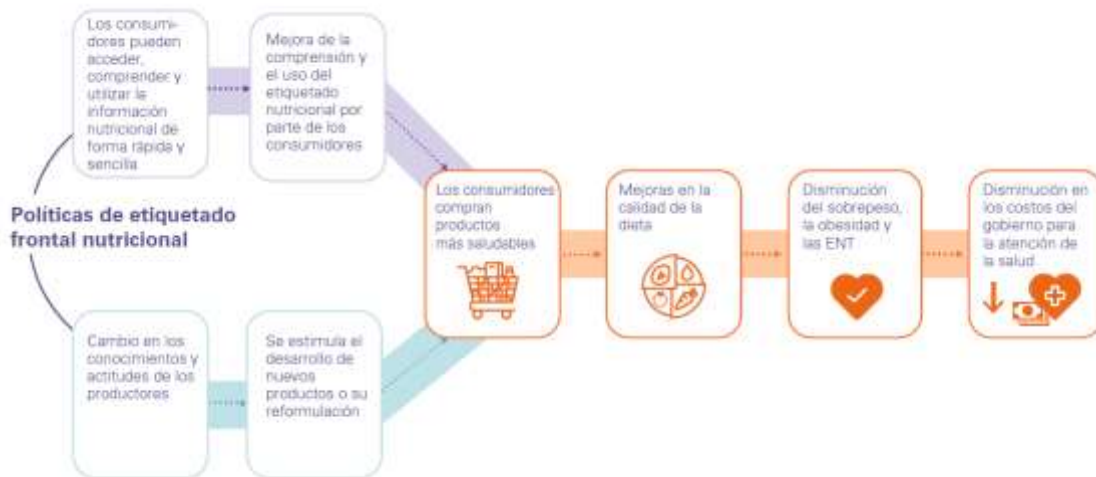 Políticas de etiquetado
frontal nutricional
Los consumi-
dores pueden
acceder,
comprender y
utilizar la
información
nutricional de
forma rápida y
sencilla
Mejora de la
comprensión y
el uso del
etiquetado
nutricional por
parte de los
consumidores
Cambio en los
conocimientos y
actitudes de los
productores
Se estimula el
desarrollo de
nuevos
productos o su
reformulación
Los consumidores
compran
productos
más saludables
Mejoras en la
calidad de la
dieta
Disminución
del sobrepeso,
la obesidad y
las ENT
Disminución en
los costos del
gobierno para
la atención de
la salud